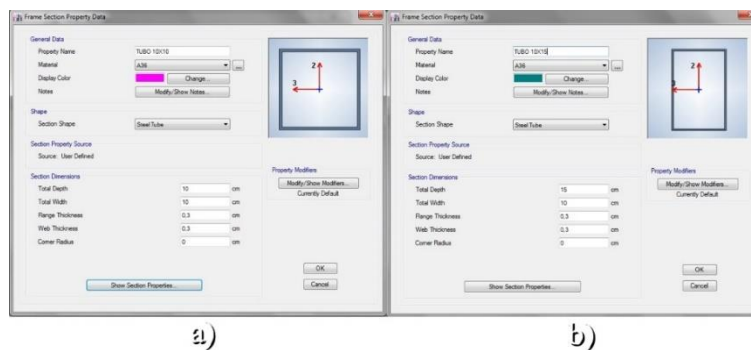 Frame Section Property Data
General Data
Property Name TUBO 10X10
Material A36 ...
Display Color Change...
Notes Modify/Show Notes...
Shape
Section Shape Steel Tube
Section Property Source
Source: User Defined
Section Dimensions
Total Depth 10 cm
Total Width 10 cm
Flange Thickness 0,3 cm
Web Thickness 0,3 cm
Corner Radius 0 cm
Show Section Properties...
2
3
Property Modifiers
Modify/Show Modifiers...
Currently Default
OK
Cancel
a)
Frame Section Property Data
General Data
Property Name TUBO 10X15
Material A36 ...
Display Color Change...
Notes Modify/Show Notes...
Shape
Section Shape Steel Tube
Section Property Source
Source: User Defined
Section Dimensions
Total Depth 15 cm
Total Width 10 cm
Flange Thickness 0,3 cm
Web Thickness 0,3 cm
Corner Radius 0 cm
Show Section Properties...
2
3
Property Modifiers
Modify/Show Modifiers...
Currently Default
OK
Cancel
b)